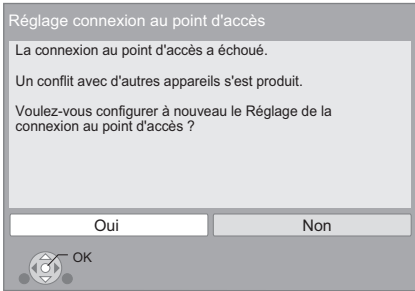 Réglage connexion au point d'accès
La connexion au point d'accès a échoué.
Un conflit avec d'autres appareils s'est produit.
Voulez-vous configurer à nouveau le Réglage de la
connexion au point d'accès ?
Oui
Non
OK